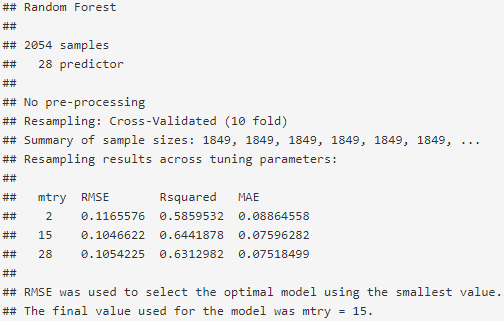 ## Random Forest
##
## 2054 samples
##   28 predictor
##
## No pre-processing
## Resampling: Cross-Validated (10 fold)
## Summary of sample sizes: 1849, 1849, 1849, 1849, 1849, 1849, ...
## Resampling results across tuning parameters:
##
##   mtry  RMSE       Rsquared   MAE
##    2    0.1165576  0.5859532  0.08864558
##   15    0.1046622  0.6441878  0.07596282
##   28    0.1054225  0.6312982  0.07518499
##
## RMSE was used to select the optimal model using the smallest value.
## The final value used for the model was mtry = 15.